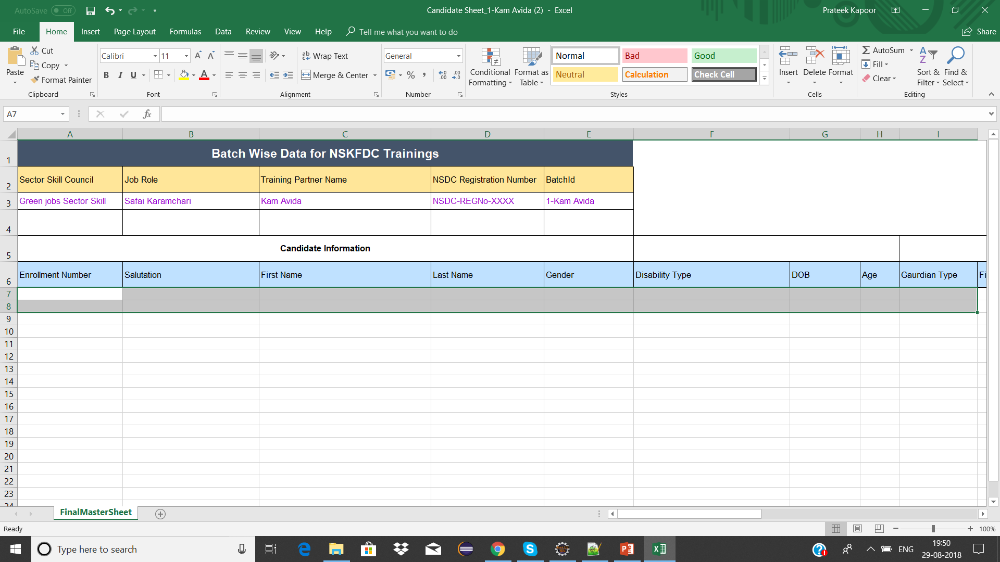 AutoSave Off Candidate Sheet_1-Kam Avida (2) - Excel Prateek Kapoor
File Home Insert Page Layout Formulas Data Review View Help Tell me what you want to do Share
Paste Cut Copy Format Painter Clipboard
Calibri 11 B I U A A A Font
ab Wrap Text Merge & Center Alignment
General % , .00 .0 Number
Conditional Formatting Format as Table
Normal Bad Good
Neutral Calculation Check Cell
Styles
Insert Delete Format Cells
AutoSum Fill Clear Sort & Filter Find & Select Editing
A7 fx
A B C D E F G H I
1 Batch Wise Data for NSKFDC Trainings
2 Sector Skill Council Job Role Training Partner Name NSDC Registration Number BatchId
3 Green jobs Sector Skill Safai Karamchari Kam Avida NSDC-REGNo-XXXX 1-Kam Avida
4
5 Candidate Information
6 Enrollment Number Salutation First Name Last Name Gender Disability Type DOB Age Gaurdian Type Fi
7
8
9
10
11
12
13
14
15
16
17
18
19
20
21
22
23
24
FinalMasterSheet
Ready 100%
Type here to search ENG 19:50
29-08-2018